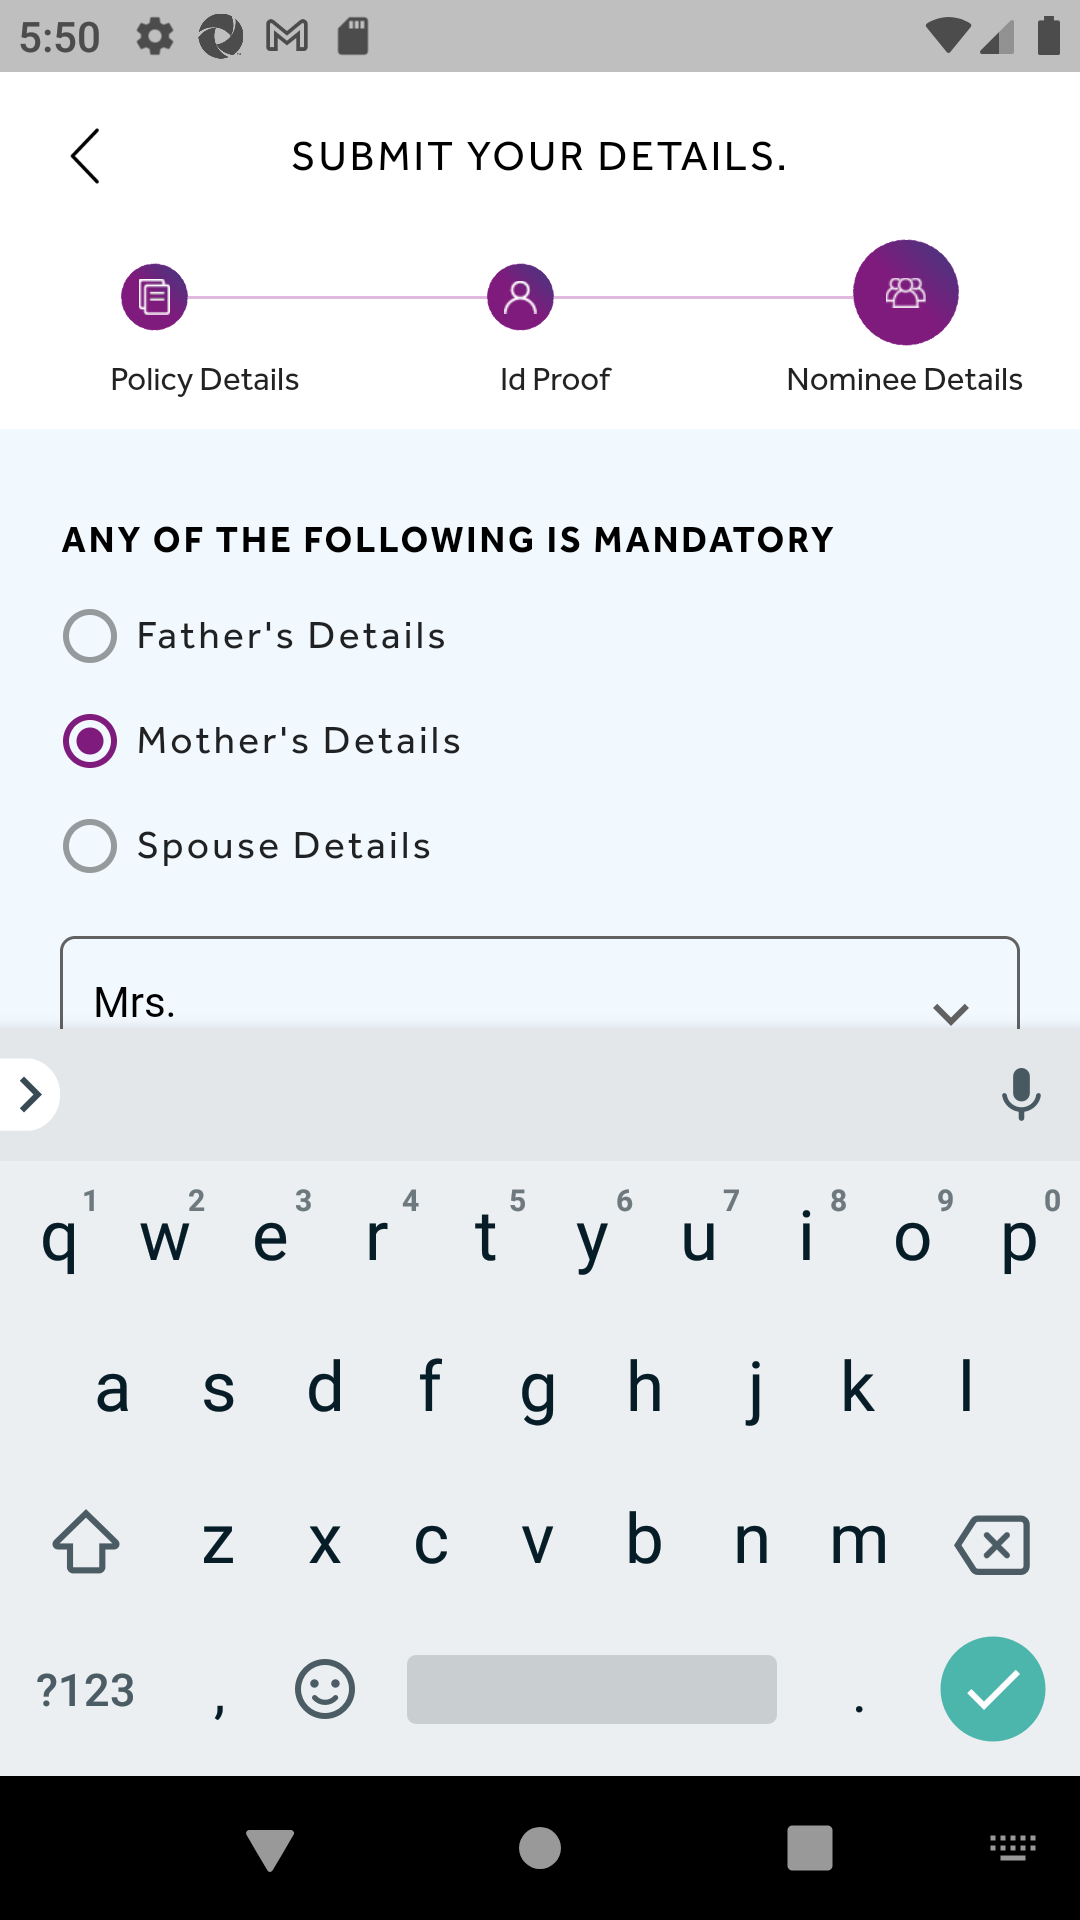 5:50
SUBMIT YOUR DETAILS.
Policy Details
Id Proof
Nominee Details
ANY OF THE FOLLOWING IS MANDATORY
Father's Details
Mother's Details
Spouse Details
Mrs.
1 2 3 4 5 6 7 8 9 0
q w e r t y u i o p
a s d f g h j k l
z x c v b n m
?123 , .